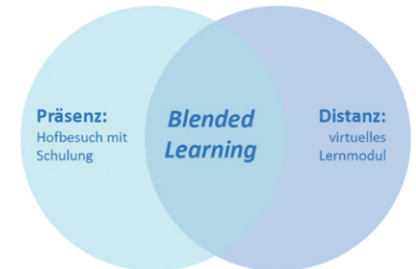 Präsenz:
Hofbesuch mit
Schulung
Blended
Learning
Distanz:
virtuelles
Lernmodul